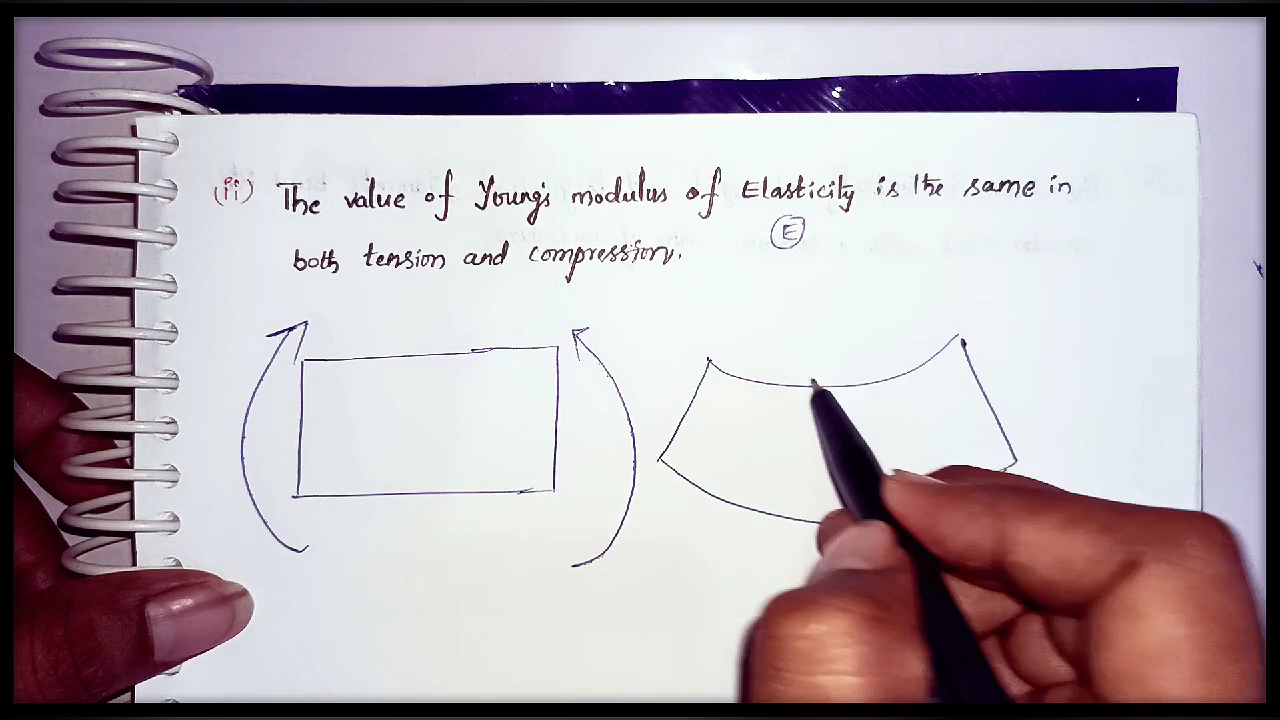 (ii) The value of Young's modulus of Elasticity is the same in
E
both tension and compression.